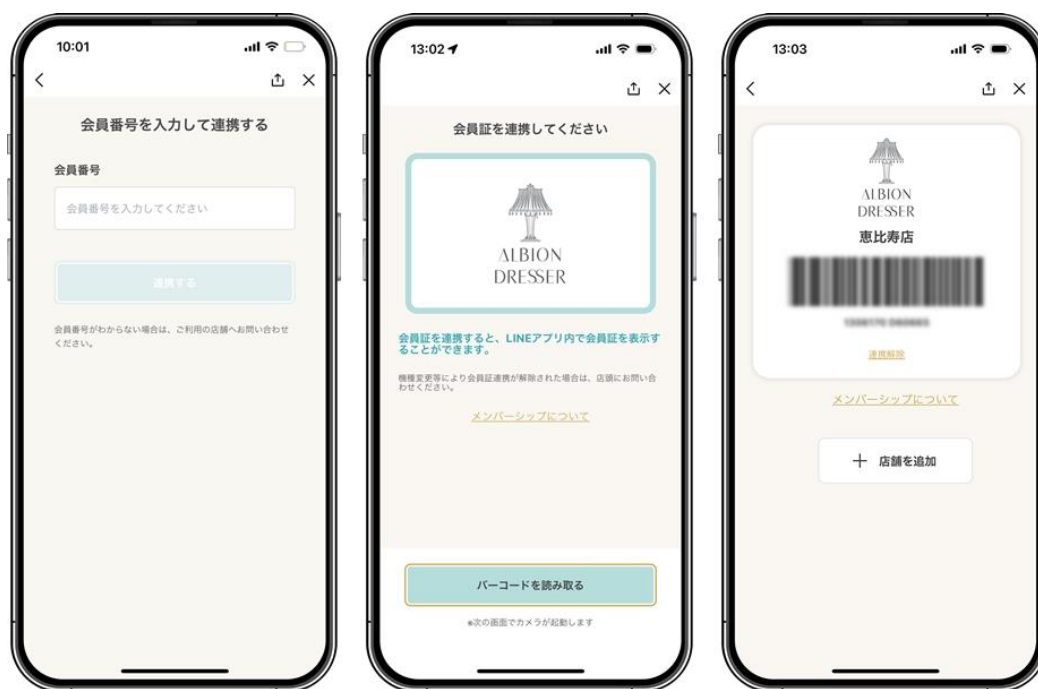 10:01
会員番号を入力して連携する
会員番号
会員番号を入力してください
連携する
会員番号がわからない場合は、ご利用の店舗へお問い合わせ
ください。
13:02
会員証を連携してください
ALBION
DRESSER
会員証を連携すると、LINEアプリ内で会員証を表示す
ることができます。
機種変更等により会員証連携が解除された場合は、店頭にお問い合
わせください。
メンバーシップについて
バーコードを読み取る
※次の画面でカメラが起動します
13:03
ALBION
DRESSER
恵比寿店
連携解除
メンバーシップについて
＋ 店舗を追加